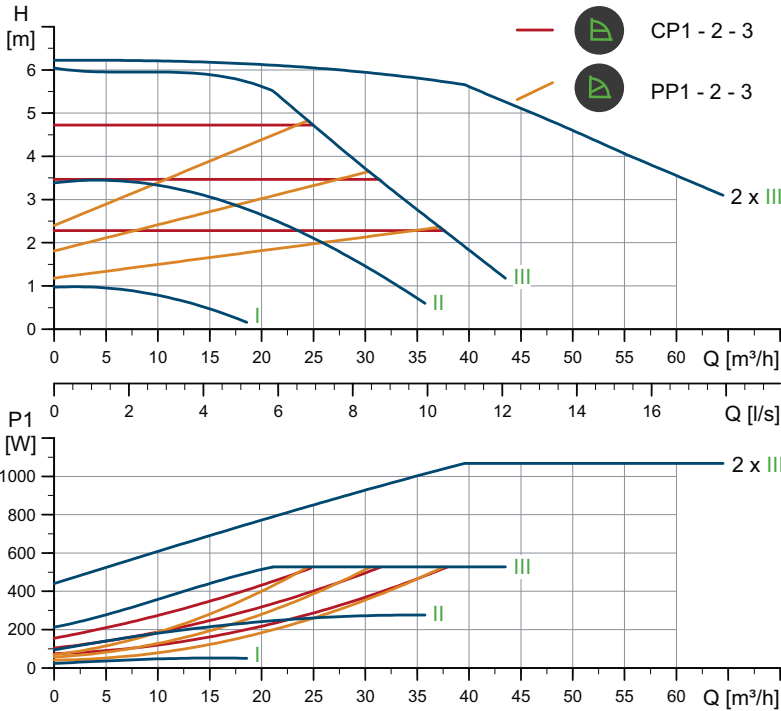 H
[m]
CP1 - 2 - 3
PP1 - 2 - 3
6
5
4
3
2
1
0
2 x III
III
II
I
0 5 10 15 20 25 30 35 40 45 50 55 60 Q [m³/h]
0 2 4 6 8 10 12 14 16 Q [l/s]
P1
[W]
1000
800
600
400
200
0
2 x III
III
II
I
0 5 10 15 20 25 30 35 40 45 50 55 60 Q [m³/h]